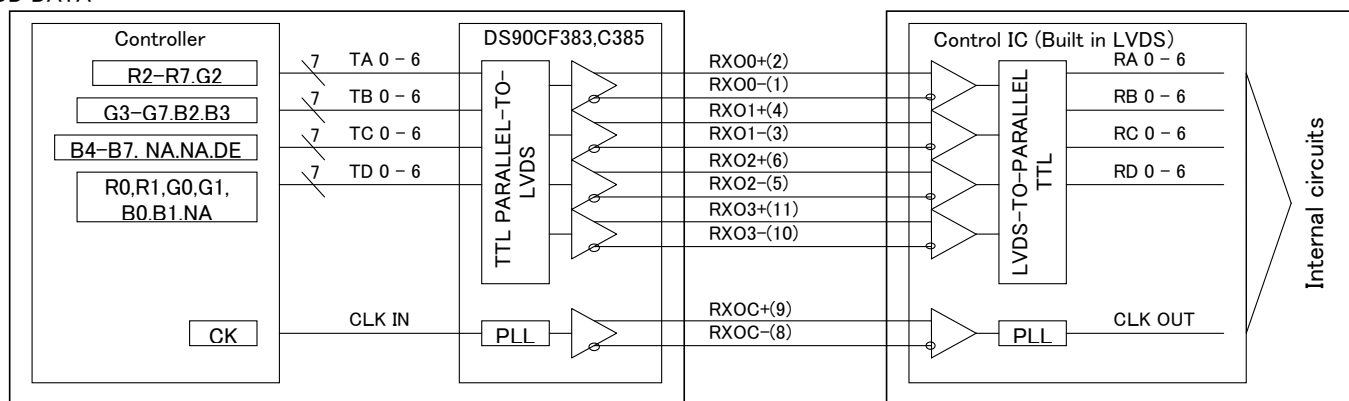 Controller
R2-R7.G2
G3-G7.B2.B3
B4-B7. NA.NA.DE
R0,R1,G0,G1,
B0.B1.NA
CK
7 TA 0 - 6
7 TB 0 - 6
7 TC 0 - 6
7 TD 0 - 6
CLK IN
DS90CF383,C385
TTL PARALLEL-TO-
LVDS
PLL
RXO0+(2)
RXO0-(1)
RXO1+(4)
RXO1-(3)
RXO2+(6)
RXO2-(5)
RXO3+(11)
RXO3-(10)
RXOC+(9)
RXOC-(8)
Control IC (Built in LVDS)
LVDS-TO-PARALLEL
TTL
PLL
RA 0 - 6
RB 0 - 6
RC 0 - 6
RD 0 - 6
CLK OUT
Internal circuits